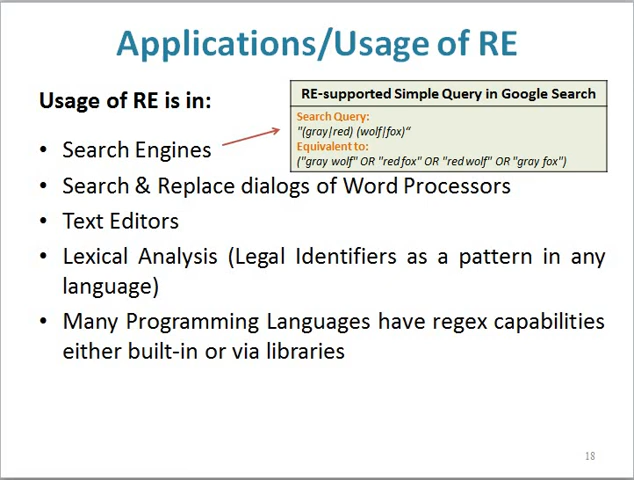 Applications/Usage of RE
Usage of RE is in:
RE-supported Simple Query in Google Search
Search Query:
"(gray|red) (wolf|fox)“
Equivalent to:
("gray wolf" OR "red fox" OR "red wolf" OR "gray fox")
• Search Engines
• Search & Replace dialogs of Word Processors
• Text Editors
• Lexical Analysis (Legal Identifiers as a pattern in any
language)
• Many Programming Languages have regex capabilities
either built-in or via libraries
18